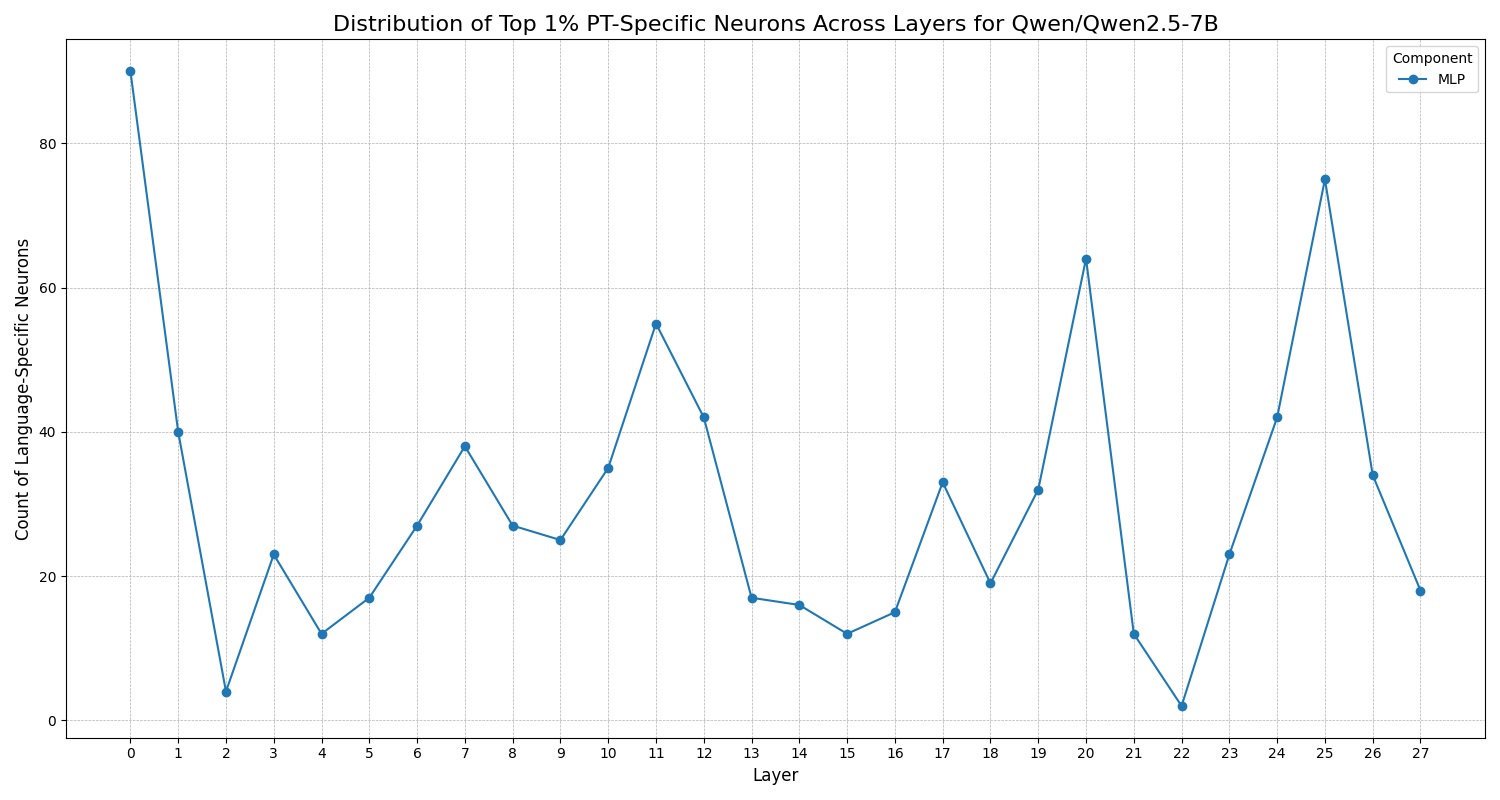 Distribution of Top 1% PT-Specific Neurons Across Layers for Qwen/Qwen2.5-7B
Component
MLP
Count of Language-Specific Neurons
80
60
40
20
0
0 1 2 3 4 5 6 7 8 9 10 11 12 13 14 15 16 17 18 19 20 21 22 23 24 25 26 27
Layer